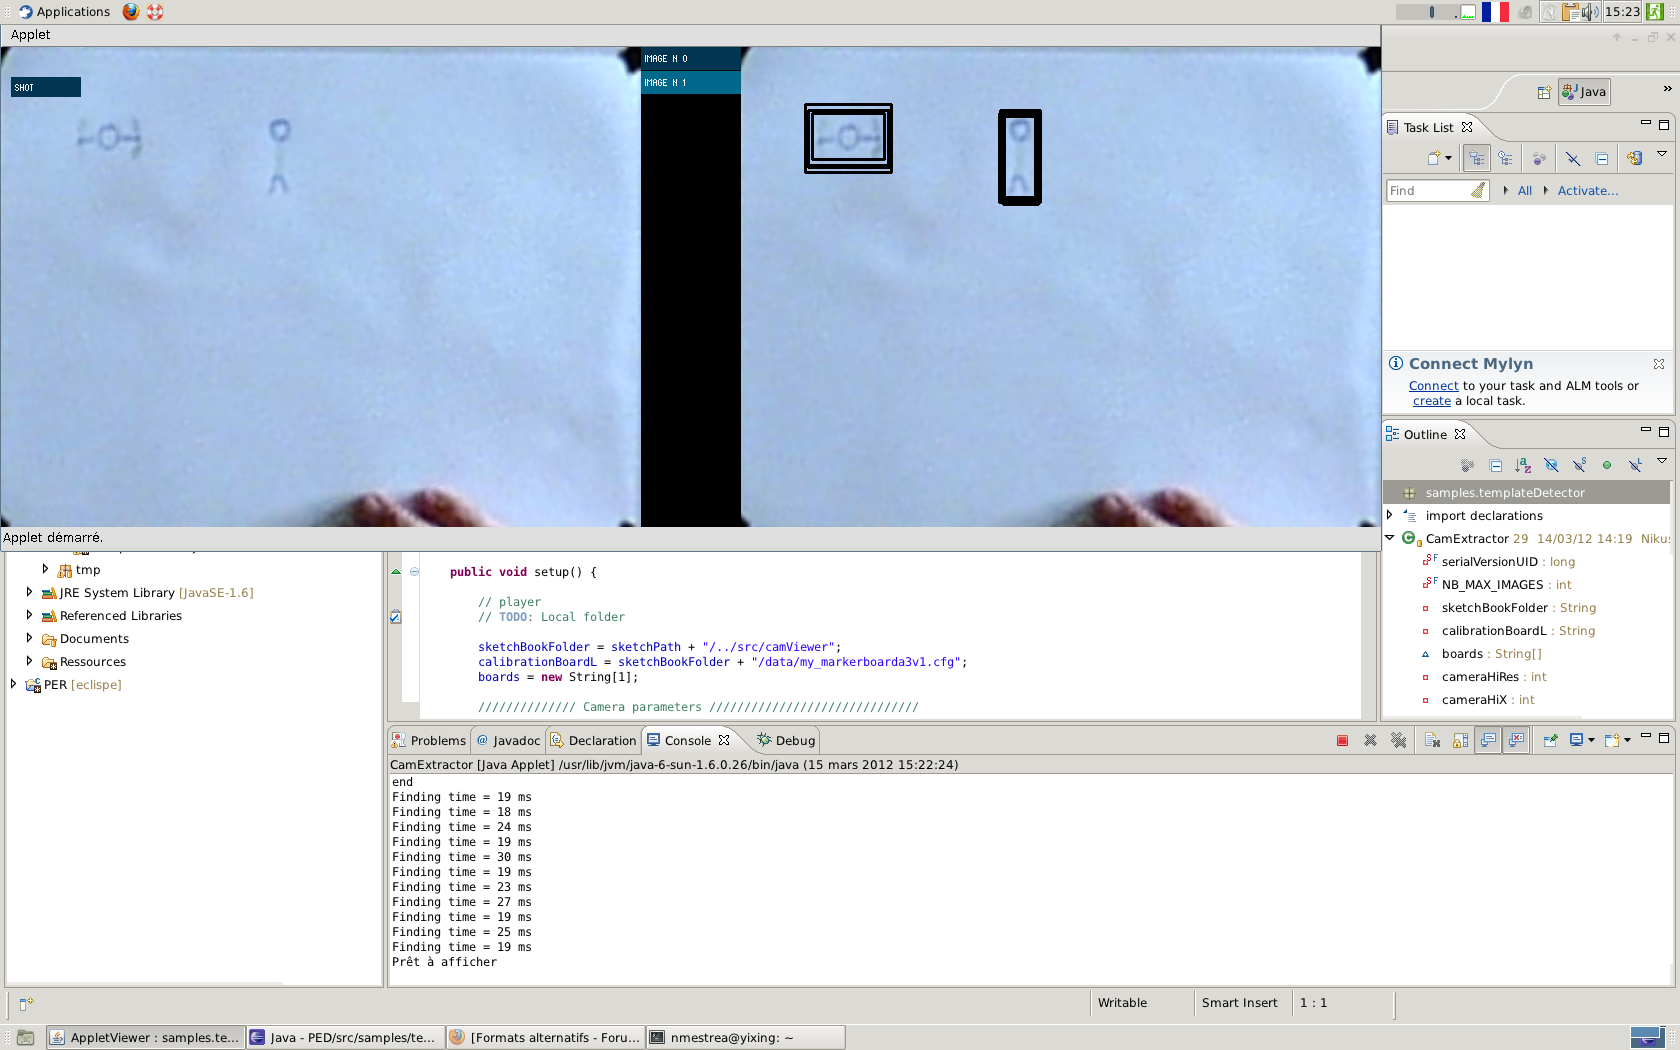 Applications
15:23
Applet
SHOT
IMAGE N 0
IMAGE N 1
Java
»
Task List
Find
All
Activate...
Connect Mylyn
Connect to your task and ALM tools or
create a local task.
Outline
samples.templateDetector
import declarations
CamExtractor 29 14/03/12 14:19 Niku
serialVersionUID : long
NB_MAX_IMAGES : int
sketchBookFolder : String
calibrationBoardL : String
boards : String[]
cameraHiRes : int
cameraHiX : int
Applet démarré.
tmp
JRE System Library [JavaSE-1.6]
Referenced Libraries
Documents
Ressources
PER [eclispe]
public void setup() {
// player
// TODO: Local folder
sketchBookFolder = sketchPath + "/../src/camViewer";
calibrationBoardL = sketchBookFolder + "/data/my_markerboarda3v1.cfg";
boards = new String[1];
////////////// Camera parameters //////////////////////////////
Problems
Javadoc
Declaration
Console
Debug
CamExtractor [Java Applet] /usr/lib/jvm/java-6-sun-1.6.0.26/bin/java (15 mars 2012 15:22:24)
end
Finding time = 19 ms
Finding time = 18 ms
Finding time = 24 ms
Finding time = 19 ms
Finding time = 30 ms
Finding time = 19 ms
Finding time = 23 ms
Finding time = 27 ms
Finding time = 19 ms
Finding time = 25 ms
Finding time = 19 ms
Prêt à afficher
Writable
Smart Insert
1 : 1
AppletViewer : samples.te...
Java - PED/src/samples/te...
[Formats alternatifs - Foru...
nmestrea@yixing: ~